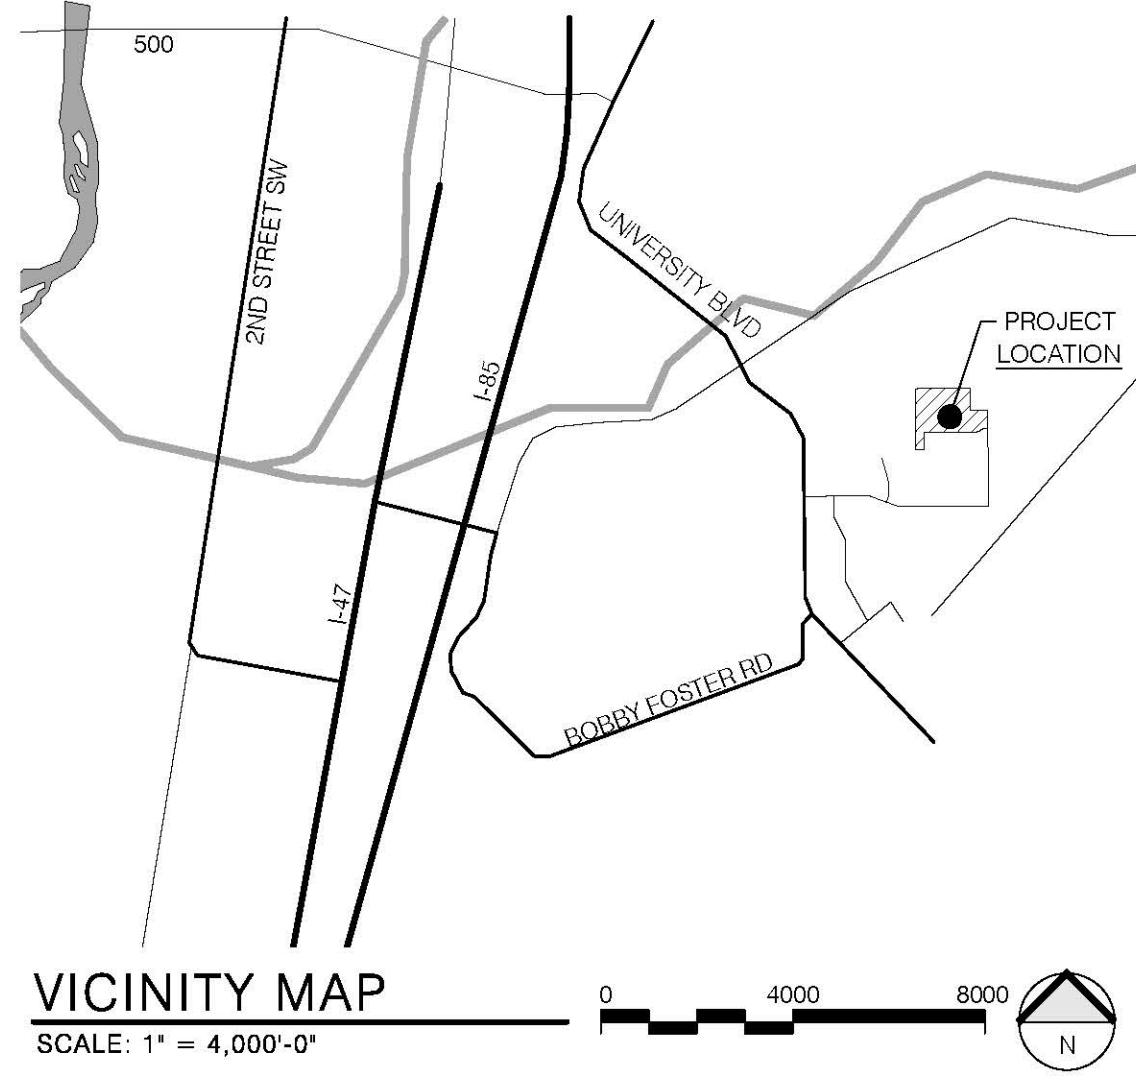 500
2ND STREET SW
UNIVERSITY BLVD
PROJECT
LOCATION
I-85
I-47
BOBBY FOSTER RD
VICINITY MAP
SCALE: 1" = 4,000'-0"
0 4000 8000
N